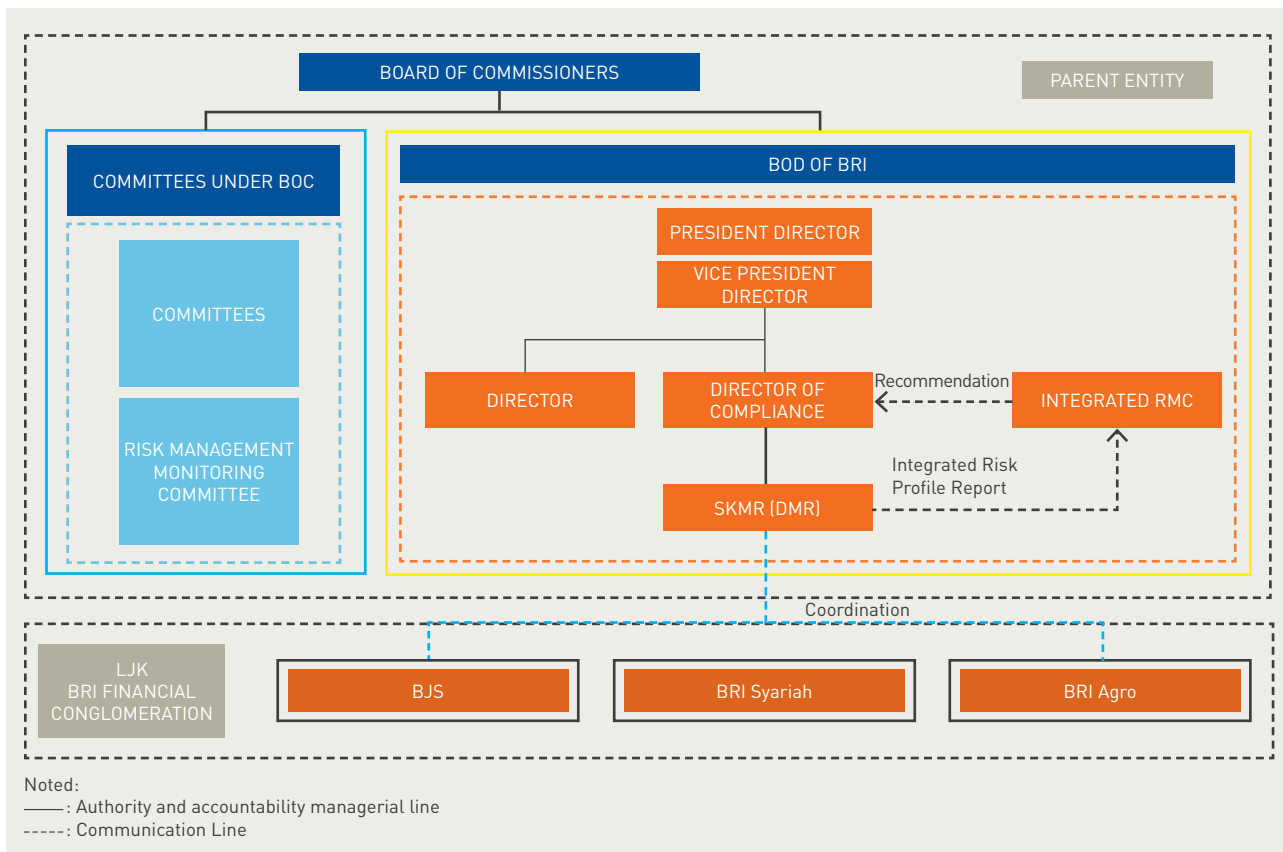 BOARD OF COMMISSIONERS
PARENT ENTITY
COMMITTEES UNDER BOC
BOD OF BRI
PRESIDENT DIRECTOR
VICE PRESIDENT
DIRECTOR
COMMITTEES
DIRECTOR
DIRECTOR OF
COMPLIANCE
Recommendation
INTEGRATED RMC
RISK MANAGEMENT
MONITORING
COMMITTEE
Integrated Risk
Profile Report
SKMR (DMR)
Coordination
LJK
BRI FINANCIAL
CONGLOMERATION
BJS
BRI Syariah
BRI Agro
Noted:
——: Authority and accountability managerial line
-----: Communication Line